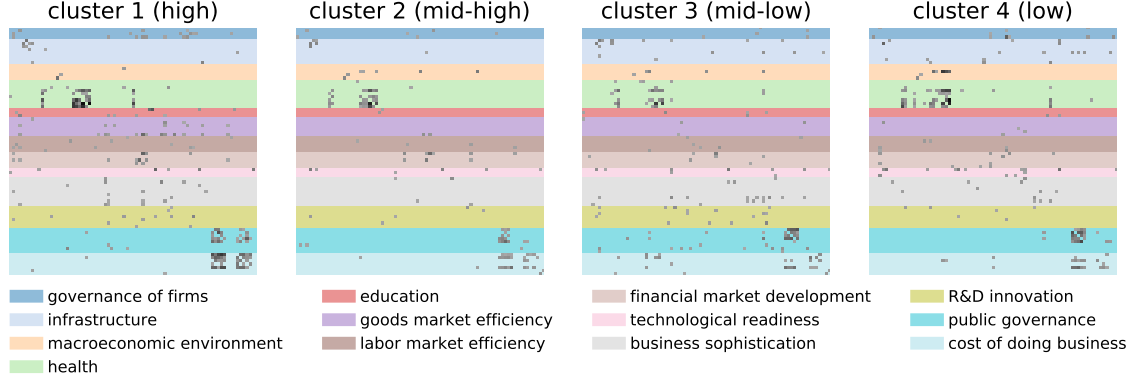 cluster 1 (high)
cluster 2 (mid-high)
cluster 3 (mid-low)
cluster 4 (low)
governance of firms
infrastructure
macroeconomic environment
health
education
goods market efficiency
labor market efficiency
financial market development
technological readiness
business sophistication
R&D innovation
public governance
cost of doing business